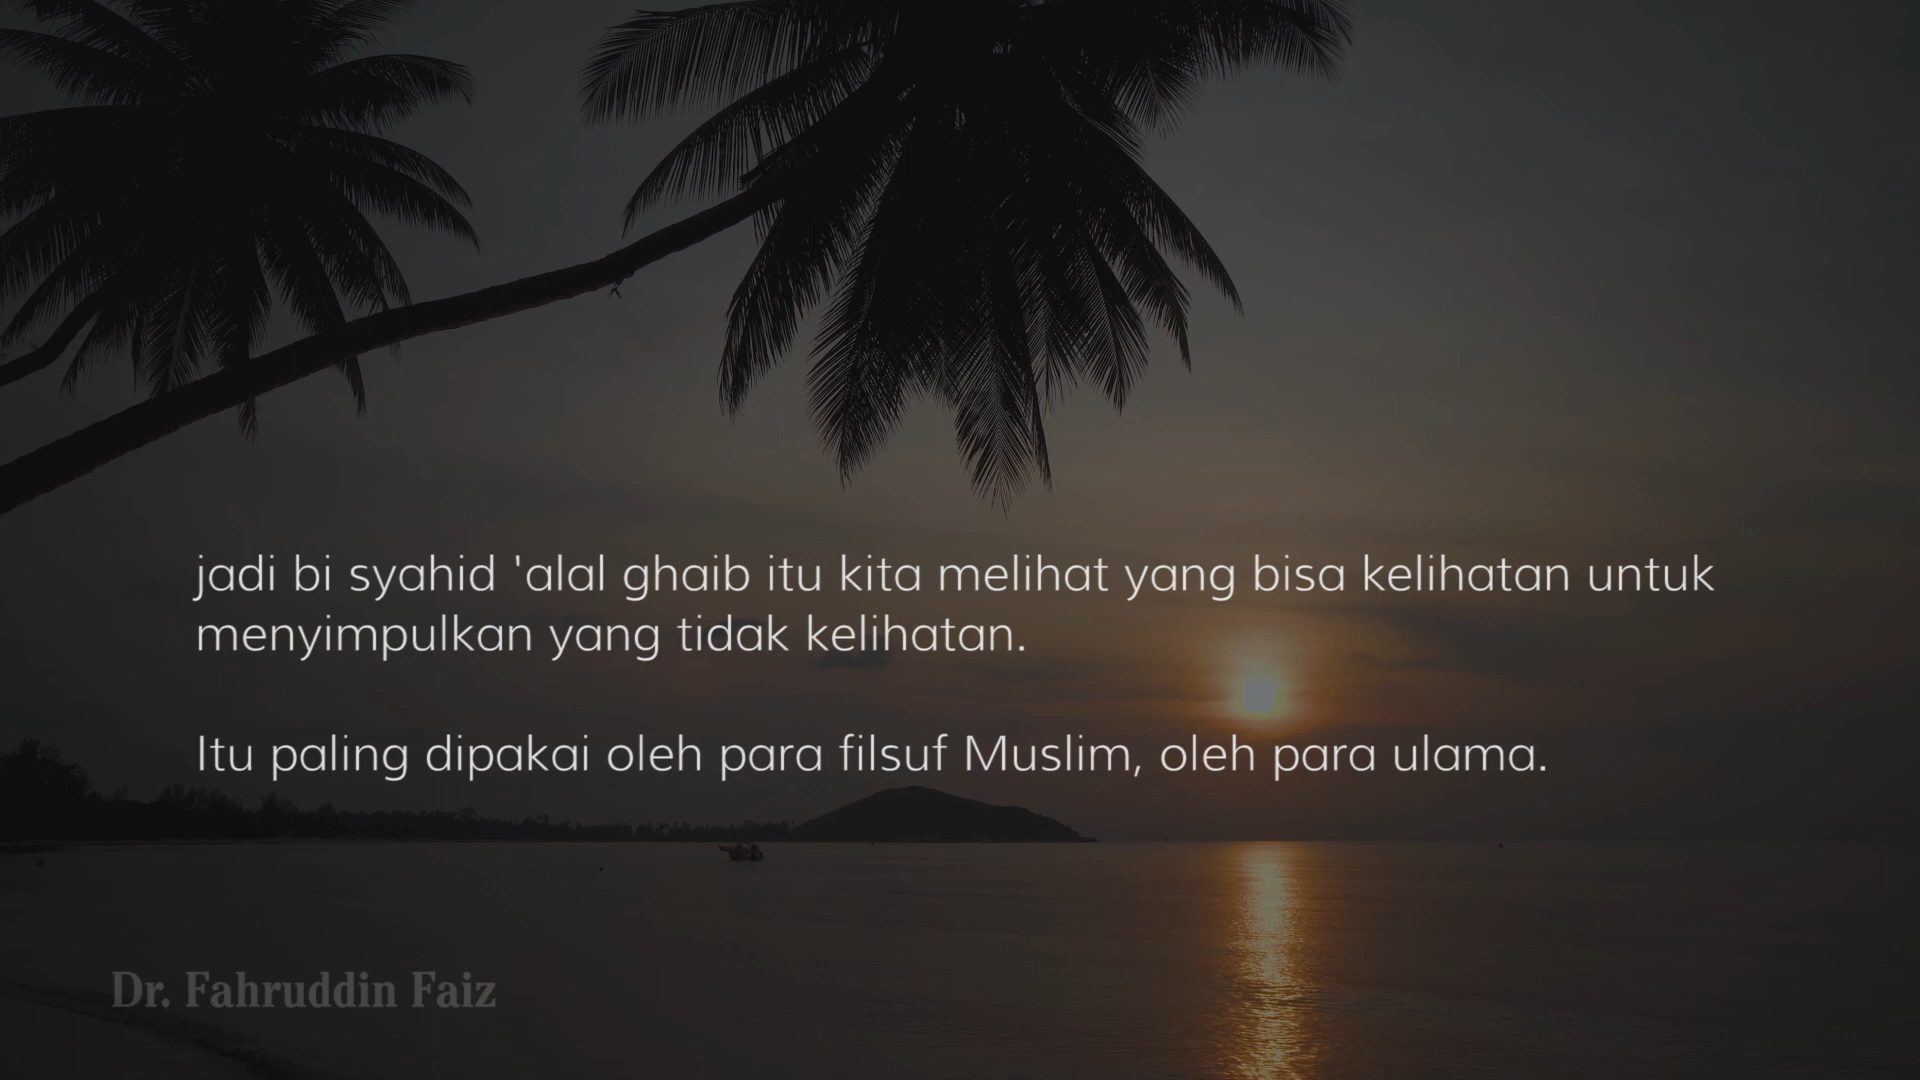 jadi bi syahid 'alal ghaib itu kita melihat yang bisa kelihatan untuk
menyimpulkan yang tidak kelihatan.
Itu paling dipakai oleh para filsuf Muslim, oleh para ulama.
Dr. Fahruddin Faiz